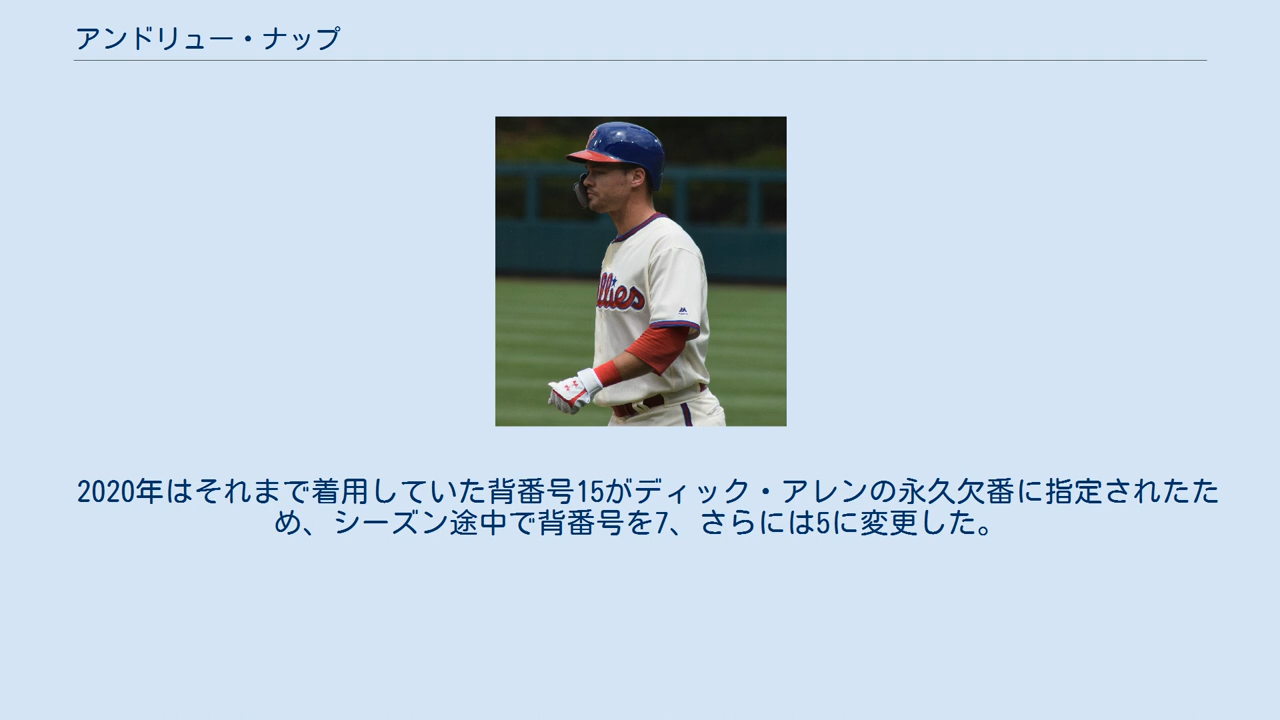 アンドリュー・ナップ
llies
2020年はそれまで着用していた背番号15がディック・アレンの永久欠番に指定されたた
め、シーズン途中で背番号を7、さらには5に変更した。